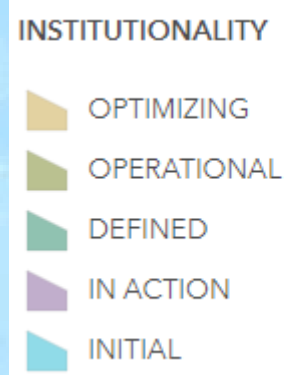 INSTITUTIONALITY
OPTIMIZING
OPERATIONAL
DEFINED
IN ACTION
INITIAL